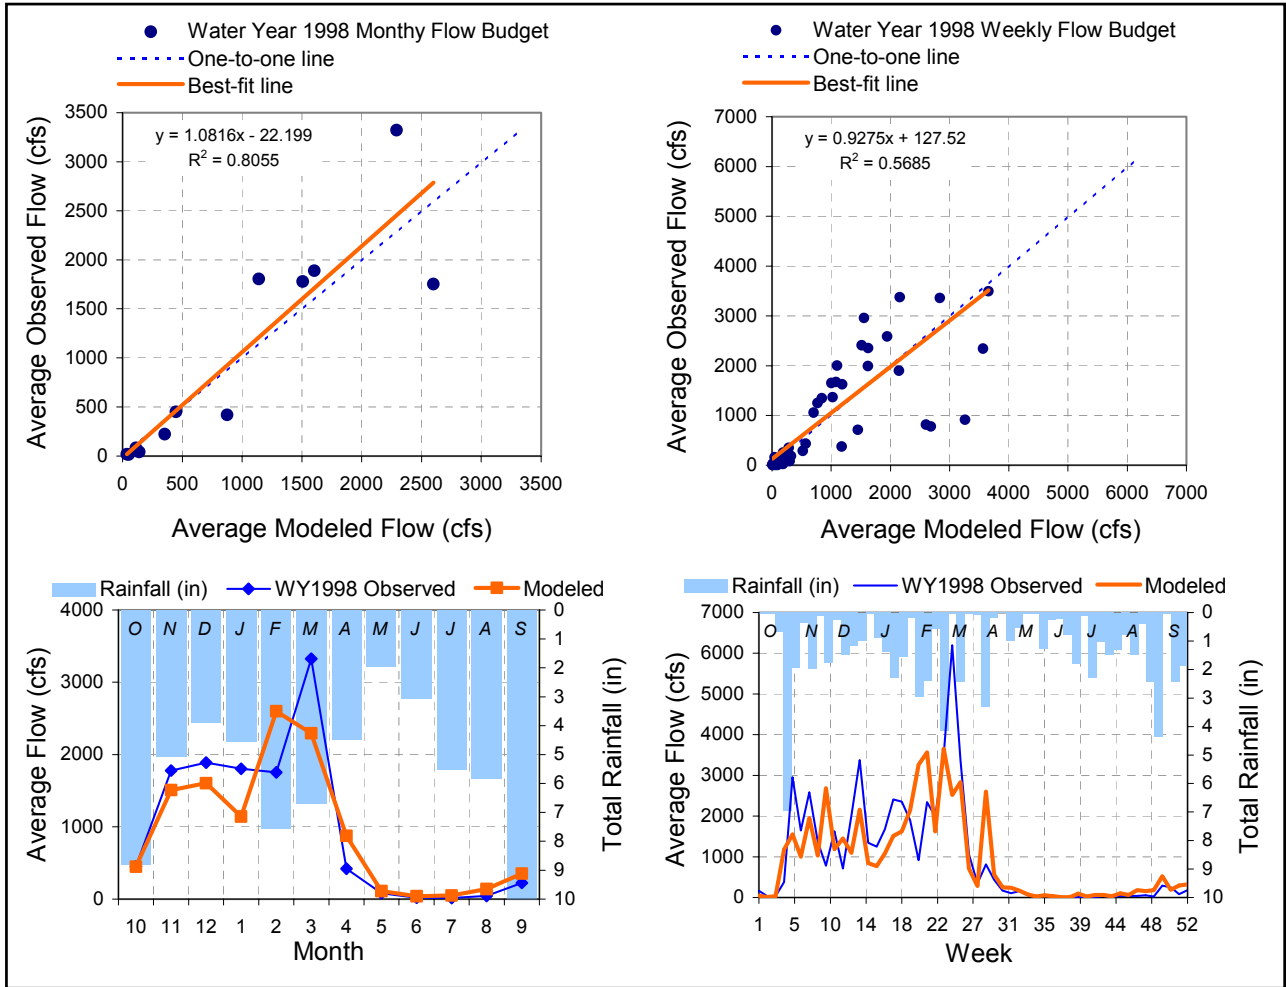 Water Year 1998 Monthy Flow Budget
One-to-one line
Best-fit line
y = 1.0816x - 22.199
R² = 0.8055
3500
3000
2500
2000
1500
1000
500
0
0 500 1000 1500 2000 2500 3000 3500
Average Observed Flow (cfs)
Average Modeled Flow (cfs)
Water Year 1998 Weekly Flow Budget
One-to-one line
Best-fit line
y = 0.9275x + 127.52
R² = 0.5685
7000
6000
5000
4000
3000
2000
1000
0
0 1000 2000 3000 4000 5000 6000 7000
Average Observed Flow (cfs)
Average Modeled Flow (cfs)
Rainfall (in) WY1998 Observed Modeled
4000
3000
2000
1000
0
O N D J F M A M J J A S
0
1
2
3
4
5
6
7
8
9
10
10 11 12 1 2 3 4 5 6 7 8 9
Average Flow (cfs)
Total Rainfall (in)
Month
Rainfall (in) WY1998 Observed Modeled
7000
6000
5000
4000
3000
2000
1000
0
O N D J F M A M J J A S
0
1
2
3
4
5
6
7
8
9
10
1 5 10 14 18 22 27 31 35 39 44 48 52
Average Flow (cfs)
Total Rainfall (in)
Week